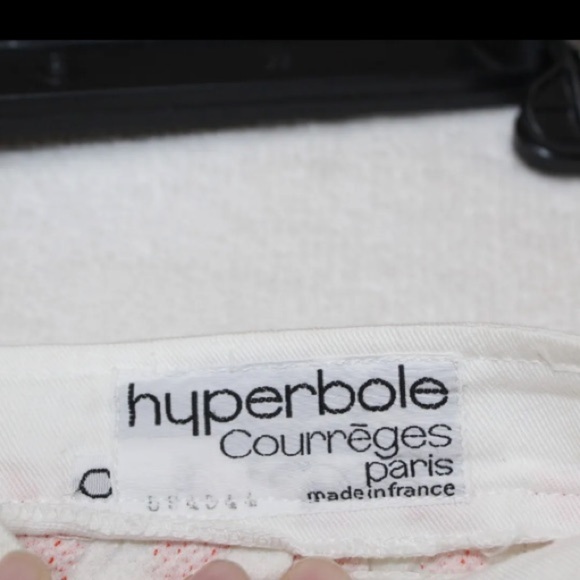 hyperbole
Courrēges
paris
made in france
C